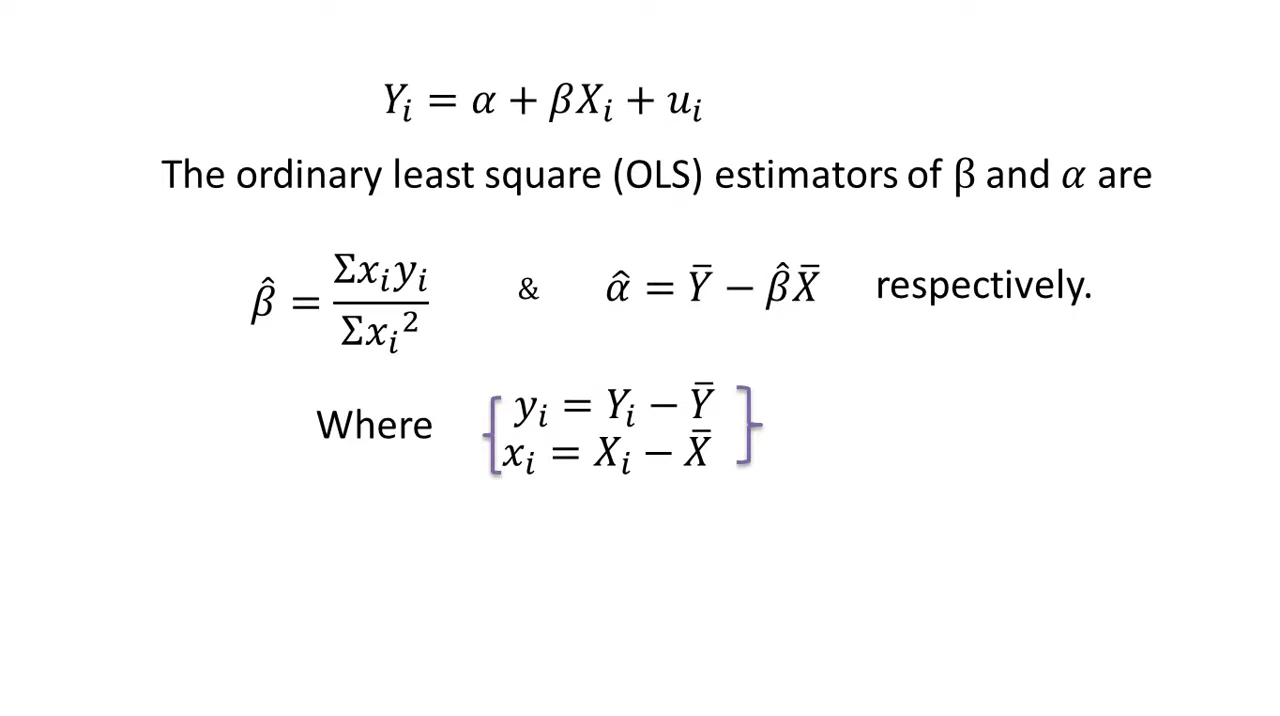 Yᵢ = α + βXᵢ + uᵢ
The ordinary least square (OLS) estimators of β and α are
β̂ = Σxᵢyᵢ / Σxᵢ² & α̂ = Ȳ − β̂X̄ respectively.
Where { yᵢ = Yᵢ − Ȳ }
xᵢ = Xᵢ − X̄